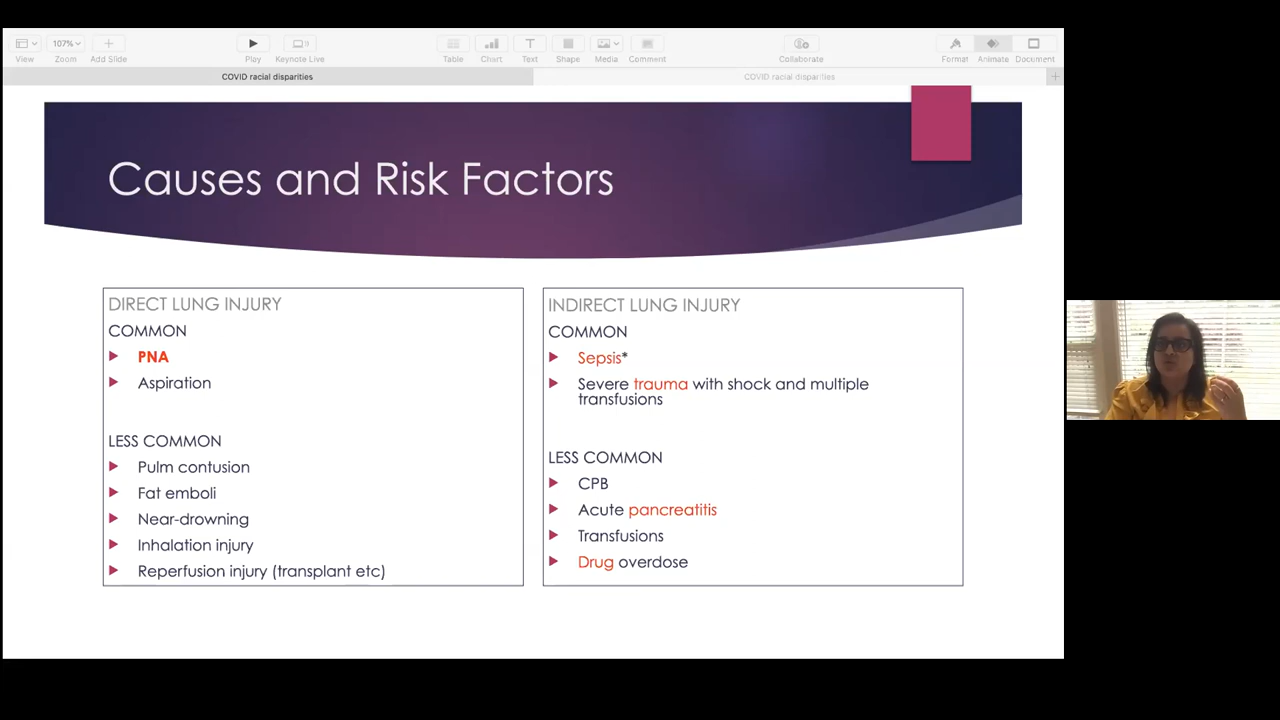 107%
View
Zoom
Add Slide
Play
Keynote Live
Table
Chart
Text
Shape
Media
Comment
Collaborate
Format
Animate
Document
COVID racial disparities
COVID racial disparities
Causes and Risk Factors
DIRECT LUNG INJURY
COMMON
PNA
Aspiration
LESS COMMON
Pulm contusion
Fat emboli
Near-drowning
Inhalation injury
Reperfusion injury (transplant etc)
INDIRECT LUNG INJURY
COMMON
Sepsis*
Severe trauma with shock and multiple
transfusions
LESS COMMON
CPB
Acute pancreatitis
Transfusions
Drug overdose